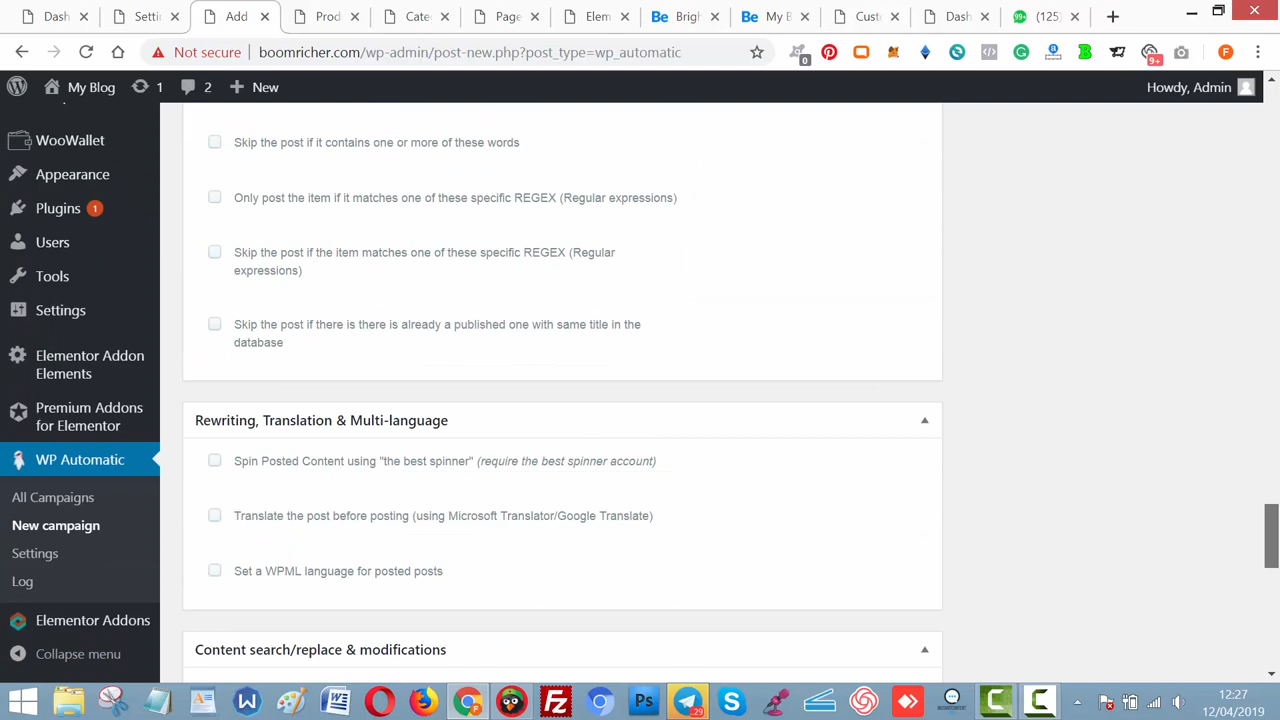 Dash
Setti
Add
Prod
Cate
Page
Elem
Be Brigh
Be My B
Cust
Dash
99+ (125)
Not secure boomricher.com/wp-admin/post-new.php?post_type=wp_automatic
0
9+
F
My Blog 1 2 New
Howdy, Admin
WooWallet
Appearance
Plugins 1
Users
Tools
Settings
Elementor Addon
Elements
Premium Addons
for Elementor
WP Automatic
All Campaigns
New campaign
Settings
Log
Elementor Addons
Collapse menu
Skip the post if it contains one or more of these words
Only post the item if it matches one of these specific REGEX (Regular expressions)
Skip the post if the item matches one of these specific REGEX (Regular
expressions)
Skip the post if there is there is already a published one with same title in the
database
Rewriting, Translation & Multi-language
Spin Posted Content using "the best spinner" (require the best spinner account)
Translate the post before posting (using Microsoft Translator/Google Translate)
Set a WPML language for posted posts
Content search/replace & modifications
Ps
29
12:27
12/04/2019